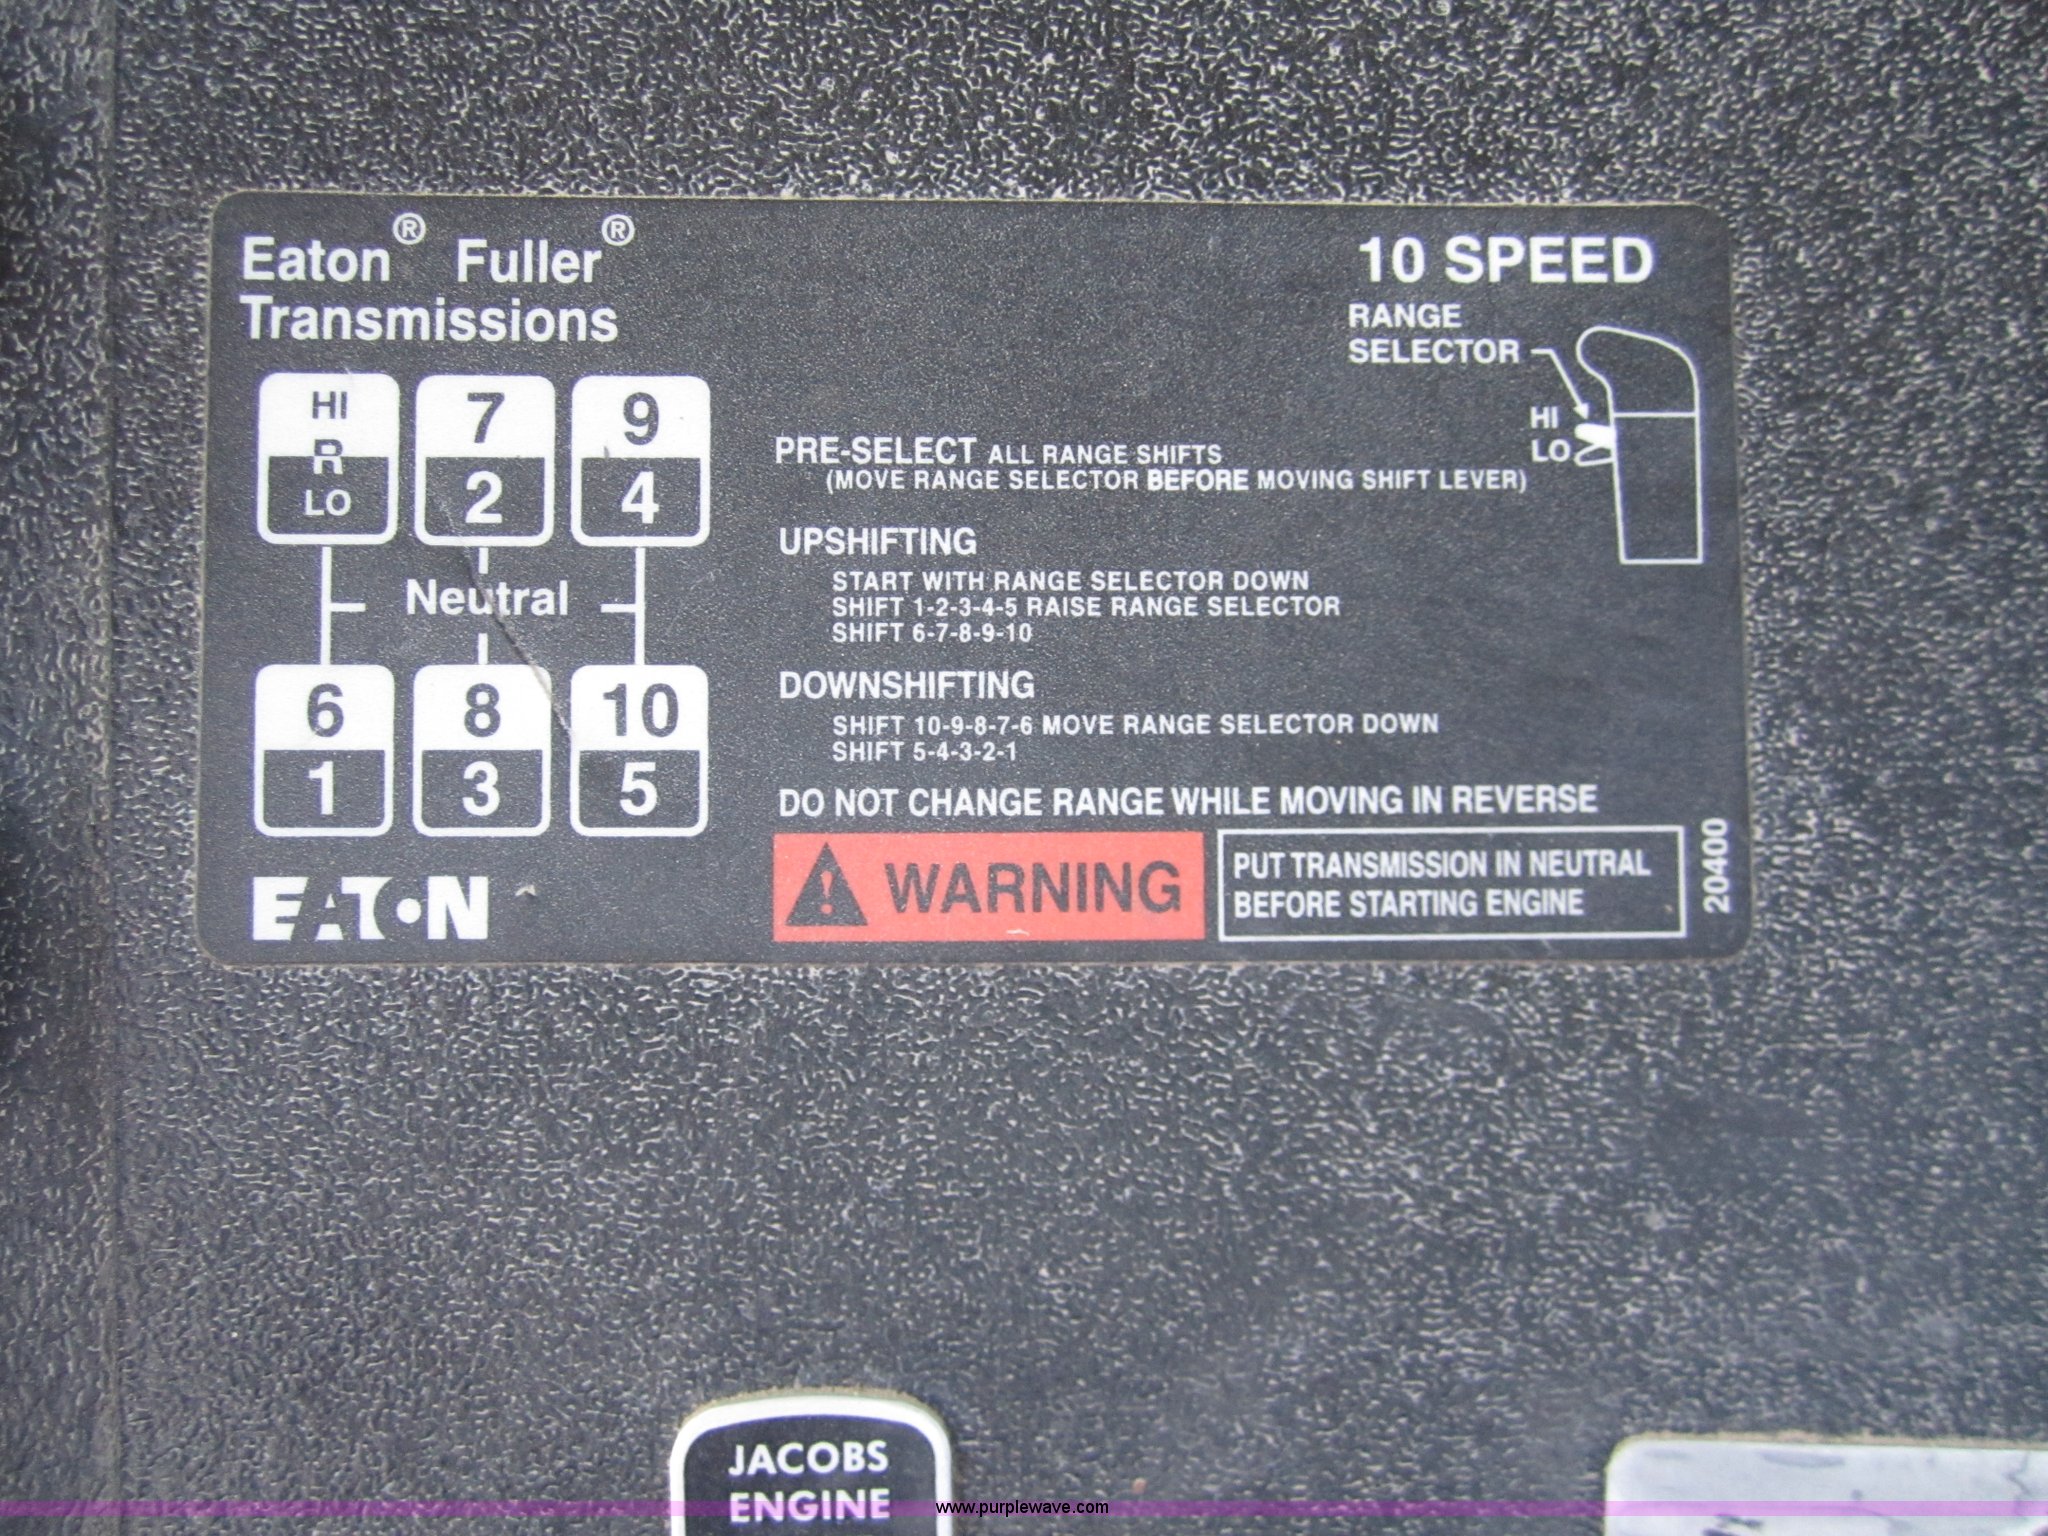 Eaton® Fuller®
Transmissions
10 SPEED
RANGE
SELECTOR
HI
LO
HI
R
LO
7
2
9
4
Neutral
6
1
8
3
10
5
PRE-SELECT ALL RANGE SHIFTS
(MOVE RANGE SELECTOR BEFORE MOVING SHIFT LEVER)
UPSHIFTING
START WITH RANGE SELECTOR DOWN
SHIFT 1-2-3-4-5 RAISE RANGE SELECTOR
SHIFT 6-7-8-9-10
DOWNSHIFTING
SHIFT 10-9-8-7-6 MOVE RANGE SELECTOR DOWN
SHIFT 5-4-3-2-1
DO NOT CHANGE RANGE WHILE MOVING IN REVERSE
WARNING
PUT TRANSMISSION IN NEUTRAL
BEFORE STARTING ENGINE
20400
EATON
JACOBS
ENGINE
www.purplewave.com